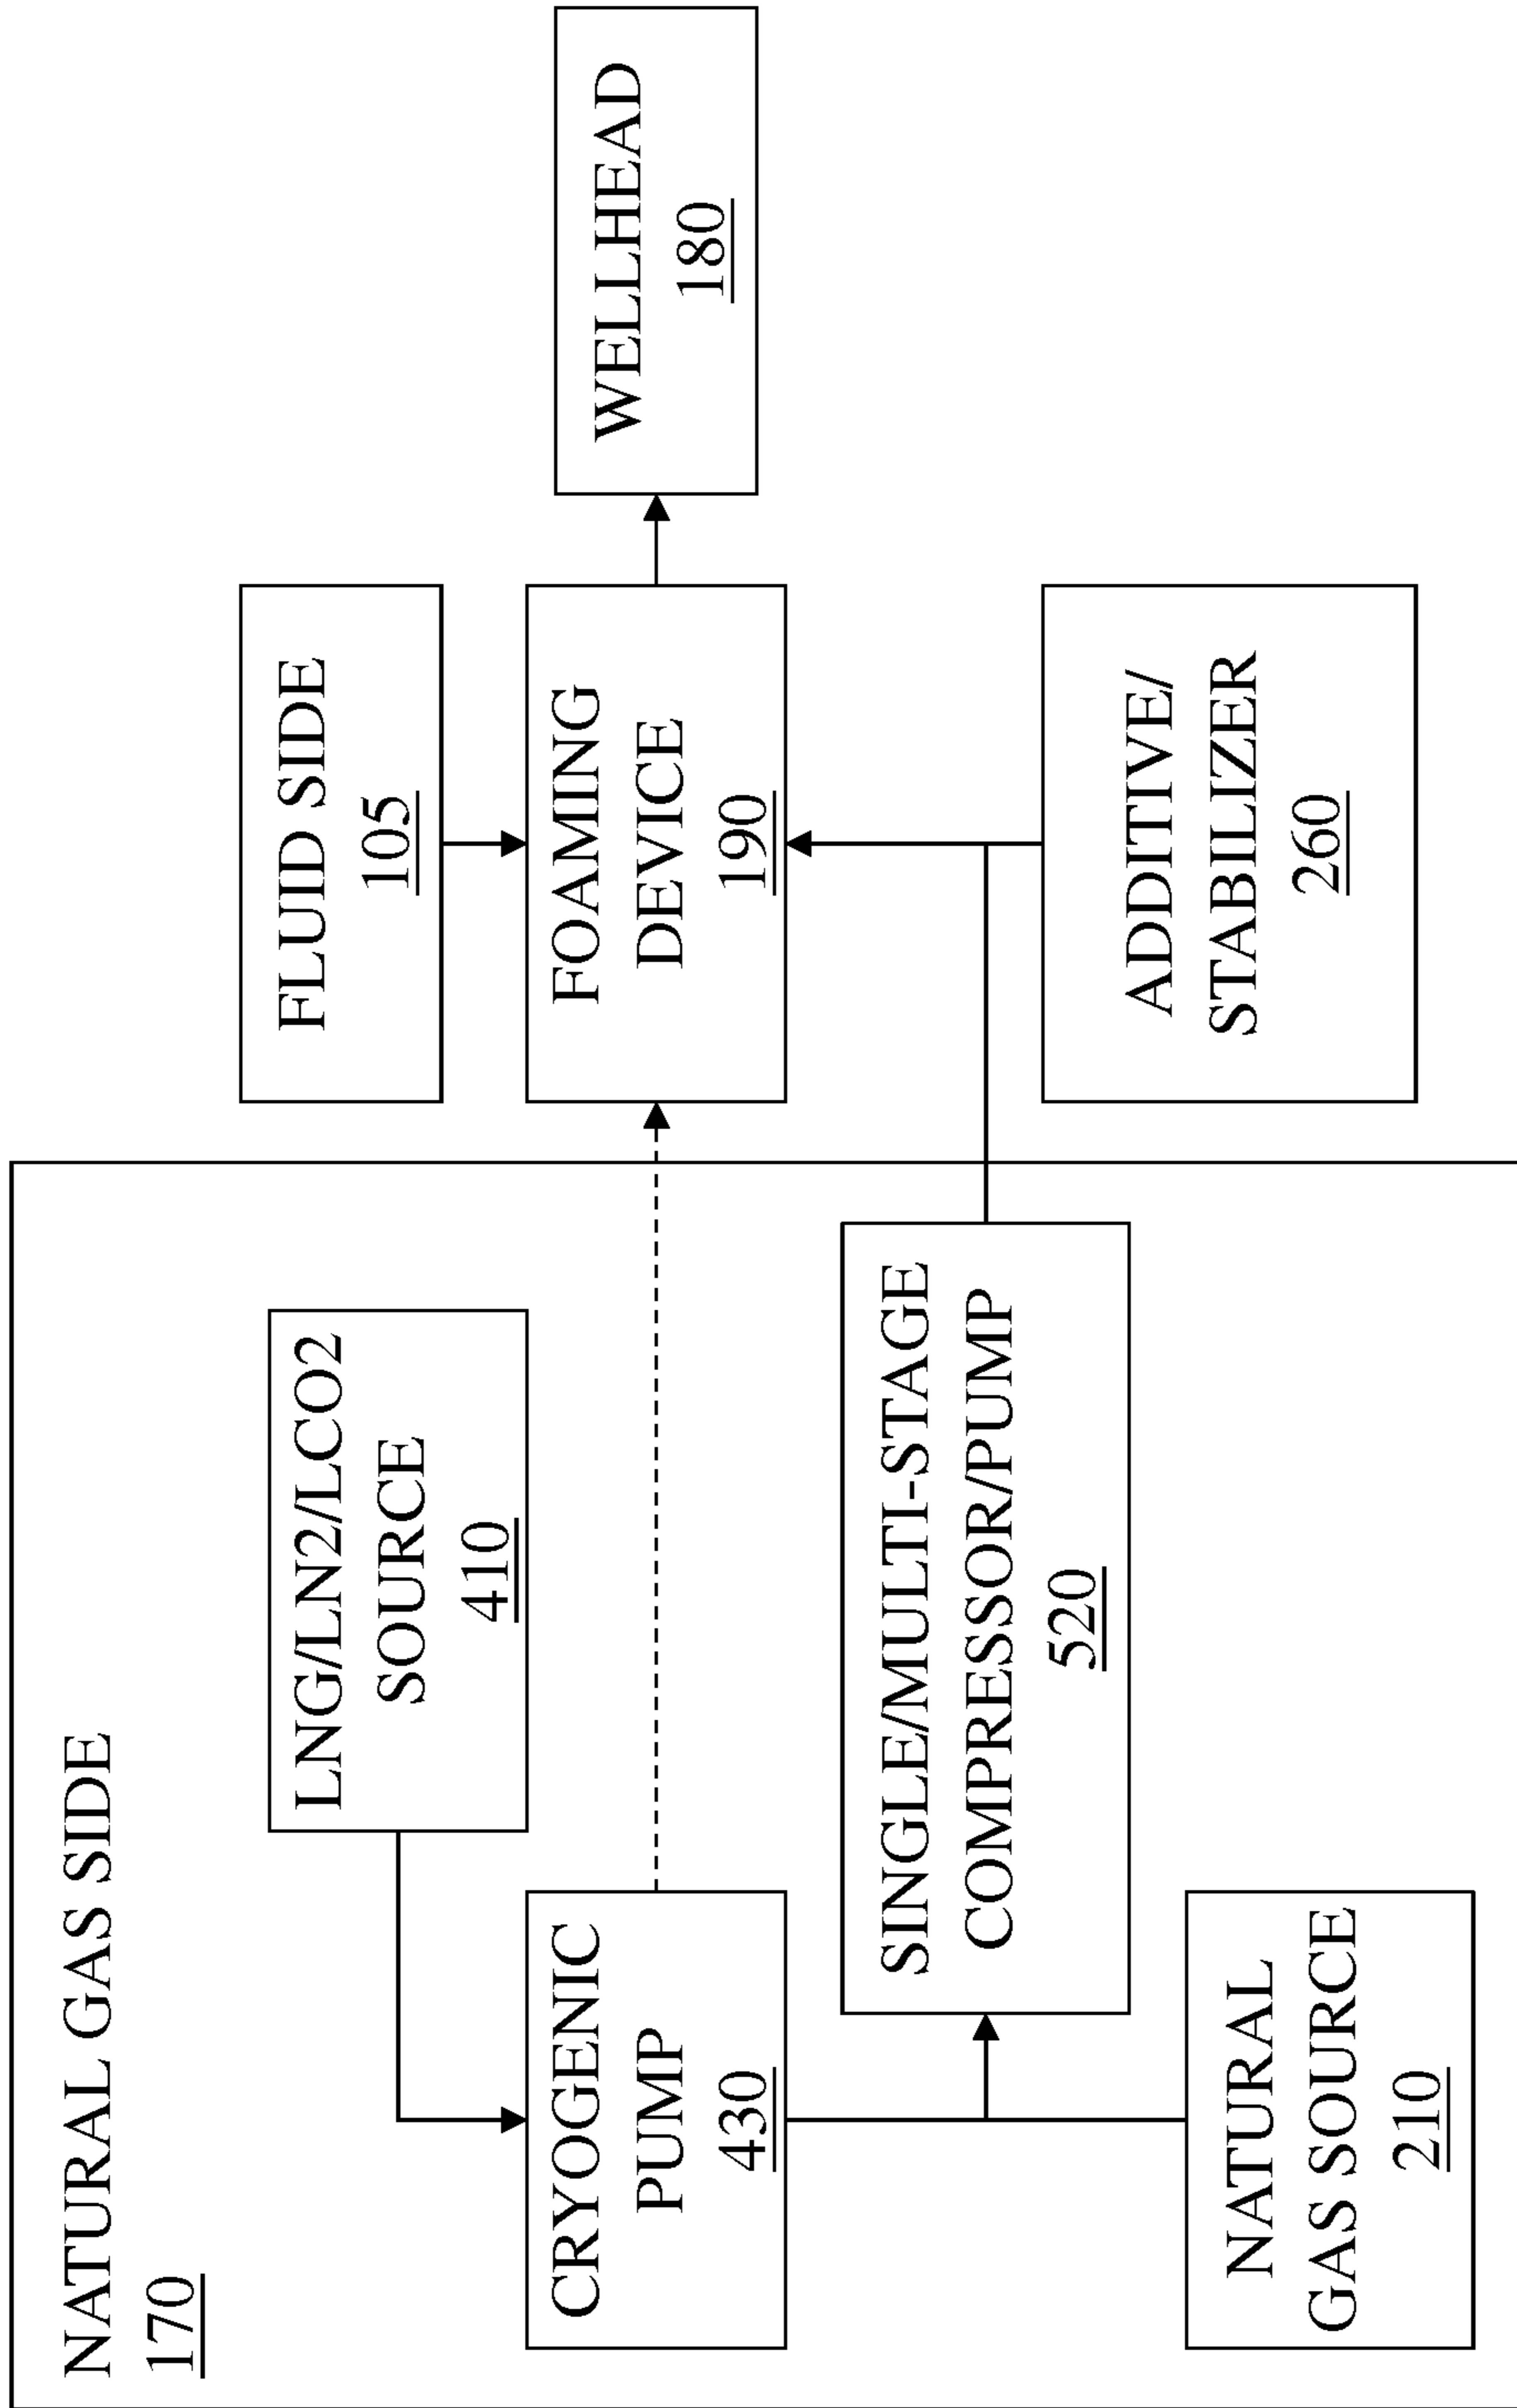 NATURAL GAS SIDE
170
LNG/LN2/LCO2
SOURCE
410
CRYOGENIC
PUMP
430
SINGLE/MULTI-STAGE
COMPRESSOR/PUMP
520
NATURAL
GAS SOURCE
210
FLUID SIDE
105
FOAMING
DEVICE
190
ADDITIVE/
STABILIZER
260
WELLHEAD
180